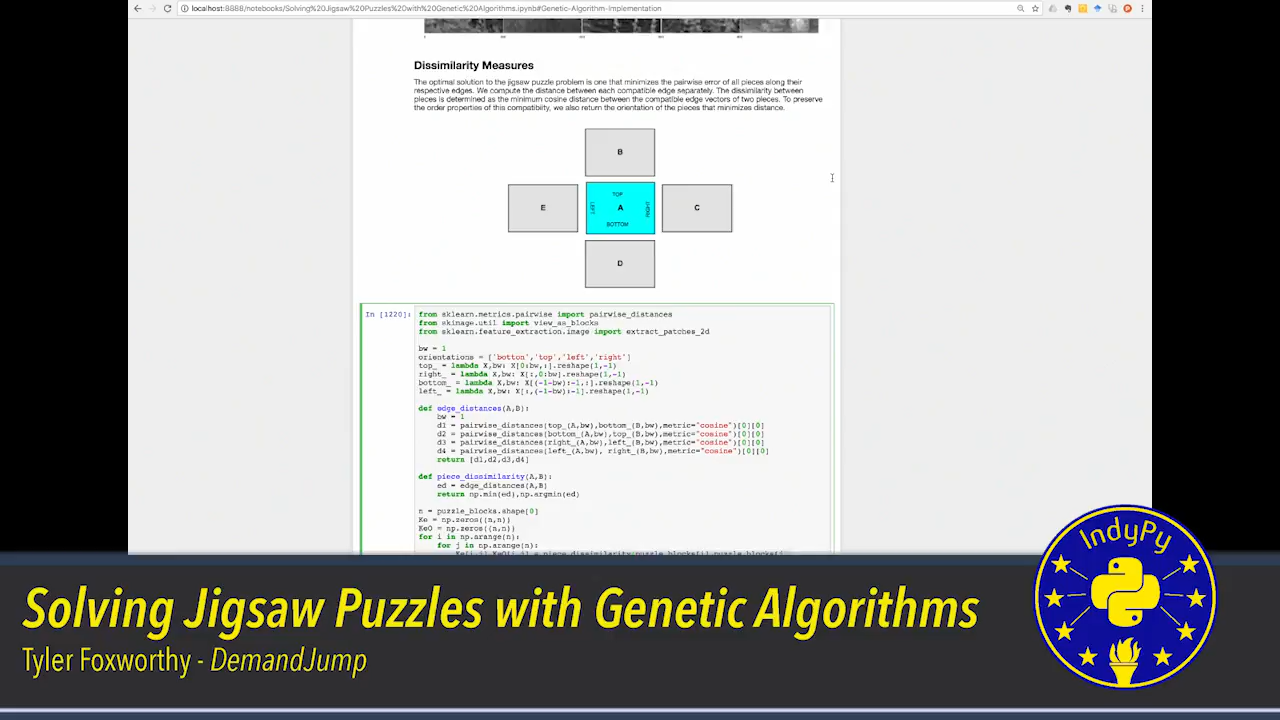 localhost:8888/notebooks/Solving%20Jigsaw%20Puzzles%20with%20Genetic%20Algorithms.ipynb#Genetic-Algorithm-Implementation
Dissimilarity Measures
The optimal solution to the jigsaw puzzle problem is one that minimizes the pairwise error of all pieces along their
respective edges. We compute the distance between each compatible edge separately. The dissimilarity between
pieces is determined as the minimum cosine distance between the compatible edge vectors of two pieces. To preserve
the order properties of this compatibiity, we also return the orientation of the pieces that minimizes distance.
B
TOP
E
LEFT
A
RIGHT
C
BOTTOM
D
In [1220]:
from sklearn.metrics.pairwise import pairwise_distances
from skimage.util import view_as_blocks
from sklearn.feature_extraction.image import extract_patches_2d
bw = 1
orientations = ['botton','top','left','right']
top_ = lambda X,bw: X[0:bw,:].reshape(1,-1)
right_ = lambda X,bw: X[:,0:bw].reshape(1,-1)
bottom_ = lambda X,bw: X[(-1-bw):-1,:].reshape(1,-1)
left_ = lambda X,bw: X[:,(-1-bw):-1].reshape(1,-1)
def edge_distances(A,B):
bw = 1
d1 = pairwise_distances(top_(A,bw),bottom_(B,bw),metric="cosine")[0][0]
d2 = pairwise_distances(bottom_(A,bw),top_(B,bw),metric="cosine")[0][0]
d3 = pairwise_distances(right_(A,bw),left_(B,bw),metric="cosine")[0][0]
d4 = pairwise_distances(left_(A,bw), right_(B,bw),metric="cosine")[0][0]
return [d1,d2,d3,d4]
def piece_dissimilarity(A,B):
ed = edge_distances(A,B)
return np.min(ed),np.argmin(ed)
n = puzzle_blocks.shape[0]
Ke = np.zeros((n,n))
KeO = np.zeros((n,n))
for i in np.arange(n):
for j in np.arange(n):
IndyPy
Solving Jigsaw Puzzles with Genetic Algorithms
Tyler Foxworthy - DemandJump